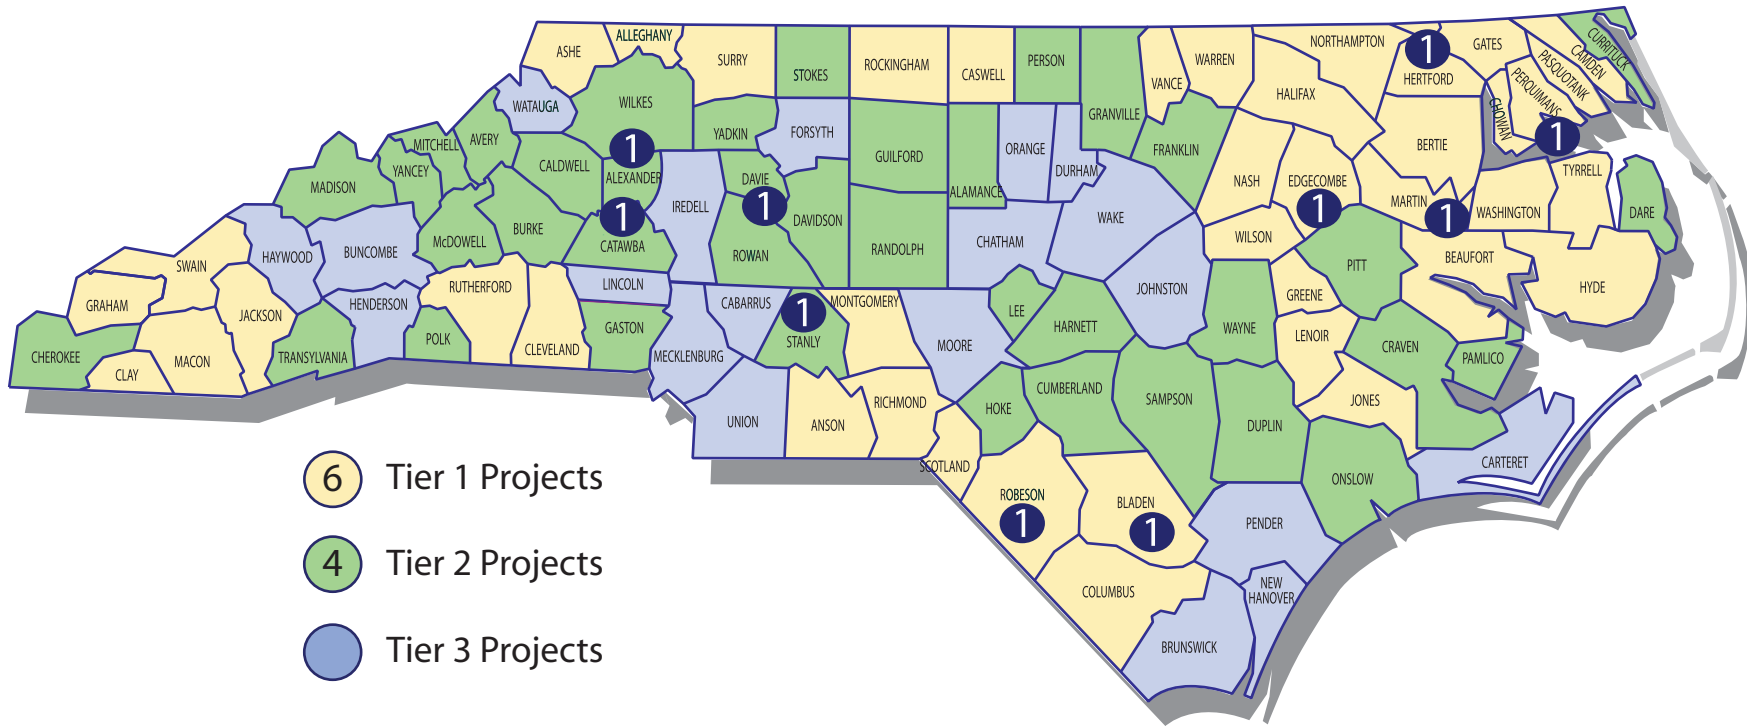 ALLEGHANY
ASHE
SURRY
STOKES
ROCKINGHAM
CASWELL
PERSON
GRANVILLE
VANCE
WARREN
NORTHAMPTON
1
HERTFORD
GATES
PASQUOTANK
CAMDEN
CURRITUCK
PERQUIMANS
CHOWAN
1
HALIFAX
BERTIE
WATAUGA
WILKES
1
YADKIN
FORSYTH
GUILFORD
ALAMANCE
ORANGE
DURHAM
FRANKLIN
NASH
EDGECOMBE
1
MARTIN
1
WASHINGTON
TYRRELL
DARE
MITCHELL
AVERY
YANCEY
MADISON
CALDWELL
ALEXANDER
1
CATAWBA
IREDELL
DAVIE
1
DAVIDSON
ROWAN
RANDOLPH
CHATHAM
WAKE
WILSON
PITT
BEAUFORT
HYDE
BURKE
McDOWELL
BUNCOMBE
HAYWOOD
SWAIN
GRAHAM
JACKSON
HENDERSON
RUTHERFORD
LINCOLN
CABARRUS
1
STANLY
MONTGOMERY
MOORE
LEE
HARNETT
JOHNSTON
WAYNE
GREENE
LENOIR
CRAVEN
PAMLICO
CHEROKEE
CLAY
MACON
TRANSYLVANIA
POLK
CLEVELAND
GASTON
MECKLENBURG
UNION
ANSON
RICHMOND
SCOTLAND
HOKE
CUMBERLAND
SAMPSON
DUPLIN
JONES
ONSLOW
CARTERET
ROBESON
1
BLADEN
1
PENDER
COLUMBUS
NEW
HANOVER
BRUNSWICK
6 Tier 1 Projects
4 Tier 2 Projects
Tier 3 Projects